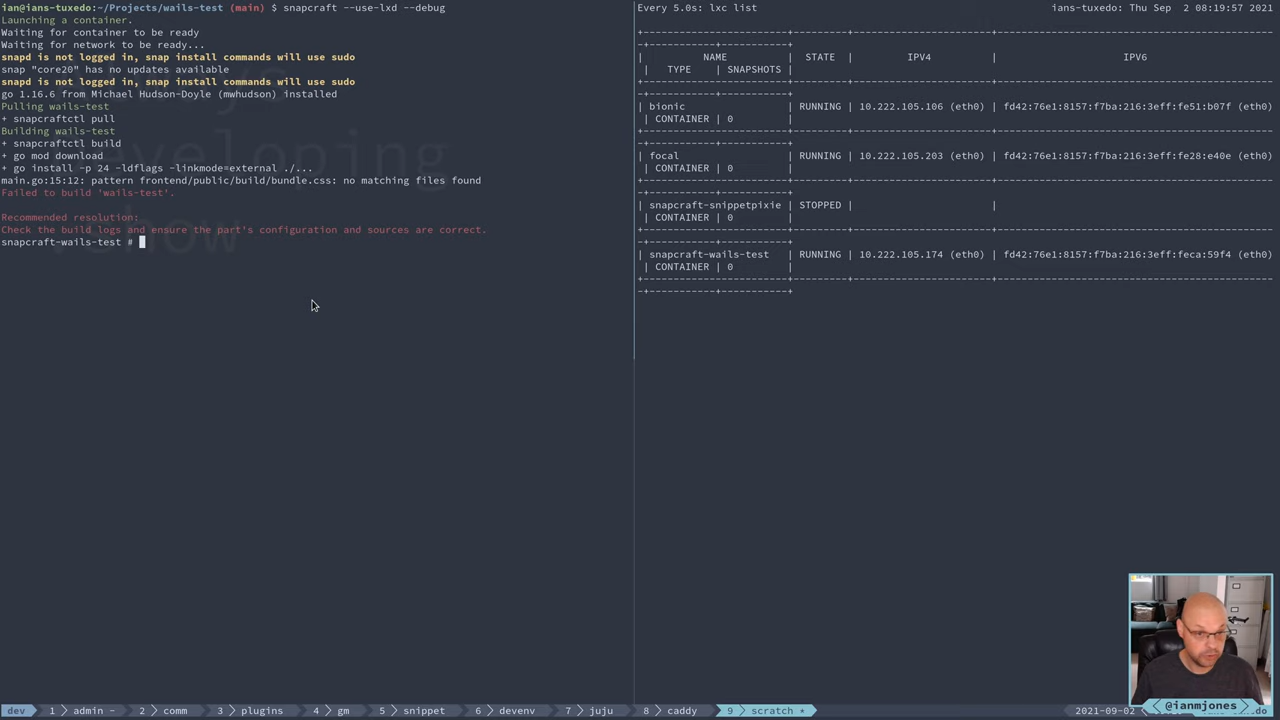 ian@ians-tuxedo:~/Projects/wails-test (main) $ snapcraft --use-lxd --debug
Launching a container.
Waiting for container to be ready
Waiting for network to be ready...
snapd is not logged in, snap install commands will use sudo
snap "core20" has no updates available
snapd is not logged in, snap install commands will use sudo
go 1.16.6 from Michael Hudson-Doyle (mwhudson) installed
Pulling wails-test
+ snapcraftctl pull
Building wails-test
+ snapcraftctl build
+ go mod download
+ go install -p 24 -ldflags -linkmode=external ./...
main.go:15:12: pattern frontend/public/build/bundle.css: no matching files found
Failed to build 'wails-test'.
Recommended resolution:
Check the build logs and ensure the part's configuration and sources are correct.
snapcraft-wails-test #
eveloping
how
Every 5.0s: lxc list ians-tuxedo: Thu Sep 2 08:19:57 2021
| NAME | STATE | IPV4 | IPV6
| TYPE | SNAPSHOTS |
| bionic | RUNNING | 10.222.105.106 (eth0) | fd42:76e1:8157:f7ba:216:3eff:fe51:b07f (eth0)
| CONTAINER | 0 |
| focal | RUNNING | 10.222.105.203 (eth0) | fd42:76e1:8157:f7ba:216:3eff:fe28:e40e (eth0)
| CONTAINER | 0 |
| snapcraft-snippetpixie | STOPPED | |
| CONTAINER | 0 |
| snapcraft-wails-test | RUNNING | 10.222.105.174 (eth0) | fd42:76e1:8157:f7ba:216:3eff:feca:59f4 (eth0)
| CONTAINER | 0 |
dev 1 admin - 2 comm 3 plugins 4 gm 5 snippet 6 devenv 7 juju 8 caddy 9 scratch * 2021-09-02
@ianmjones